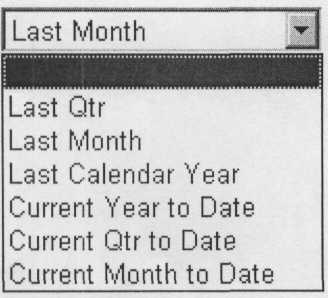 Last Month
Last Qtr
Last Month
Last Calendar Year
Current Year to Date
Current Qtr to Date
Current Month to Date